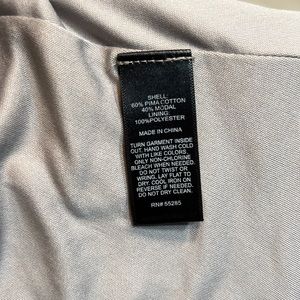 SHELL:
60% PIMA COTTON
40% MODAL
LINING:
100%POLYESTER
MADE IN CHINA
TURN GARMENT INSIDE
OUT. HAND WASH COLD
WITH LIKE COLORS.
ONLY NON-CHLORINE
BLEACH WHEN NEEDED.
DO NOT TWIST OR
WRING. LAY FLAT TO
DRY. COOL IRON ON
REVERSE IF NEEDED.
DO NOT DRY CLEAN.
RN# 55285